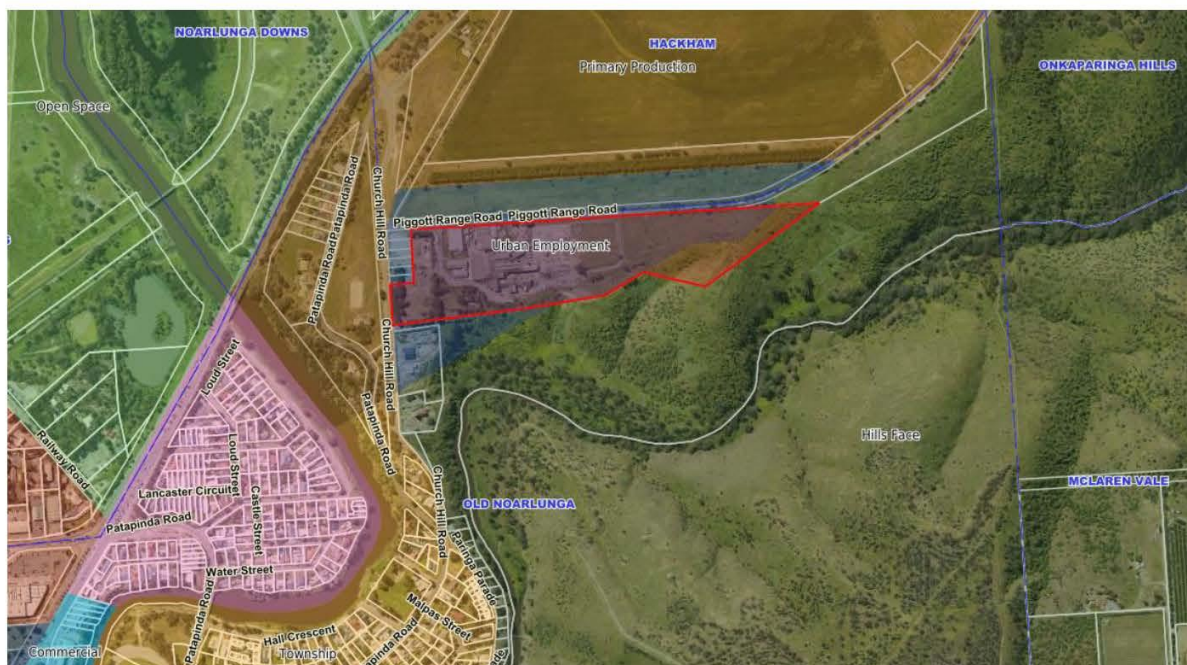 NOARLUNGA DOWNS
HACKHAM
Primary Production
ONKAPARINGA HILLS
Open Space
Patapinda Road
Church Hill Road
Piggott Range Road Piggott Range Road
Urban Employment
Patapinda Road
Church Hill Road
Loud Street
Patapinda Road
Hills Face
Railway Road
Loud Street
Lancaster Circuit
Castle Street
Church Hill Road
MCLAREN VALE
OLD NOARLUNGA
Patapinda Road
Paringa Parade
Water Street
Patapinda Road
Malpas Street
Hall Crescent
Township
Commercial